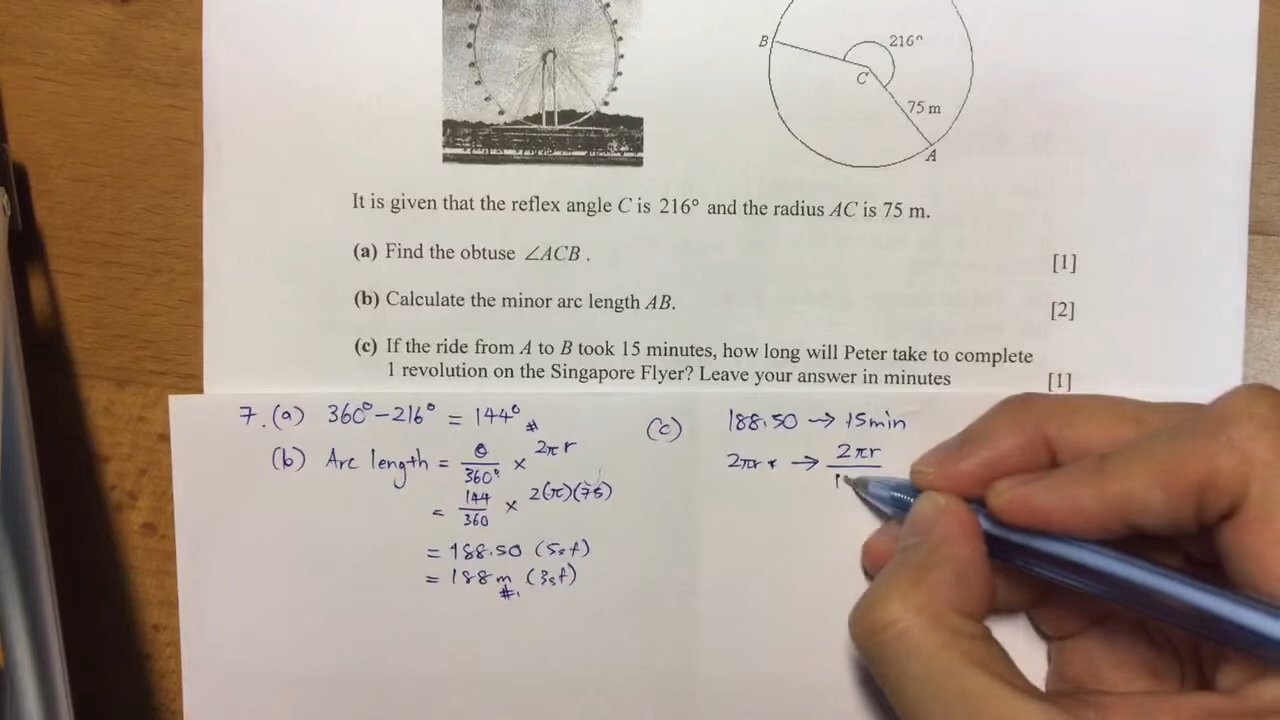 B
216°
C
75 m
A
It is given that the reflex angle C is 216° and the radius AC is 75 m.
(a) Find the obtuse ∠ACB . [1]
(b) Calculate the minor arc length AB. [2]
(c) If the ride from A to B took 15 minutes, how long will Peter take to complete
1 revolution on the Singapore Flyer? Leave your answer in minutes [1]
7. (a) 360° - 216° = 144° #
(b) Arc length = θ/360° × 2πr
= 144/360 × 2(π)(75)
= 188.50 (5sf)
= 188m (3sf)
#
(c) 188.50 → 15min
2πr → 2πr